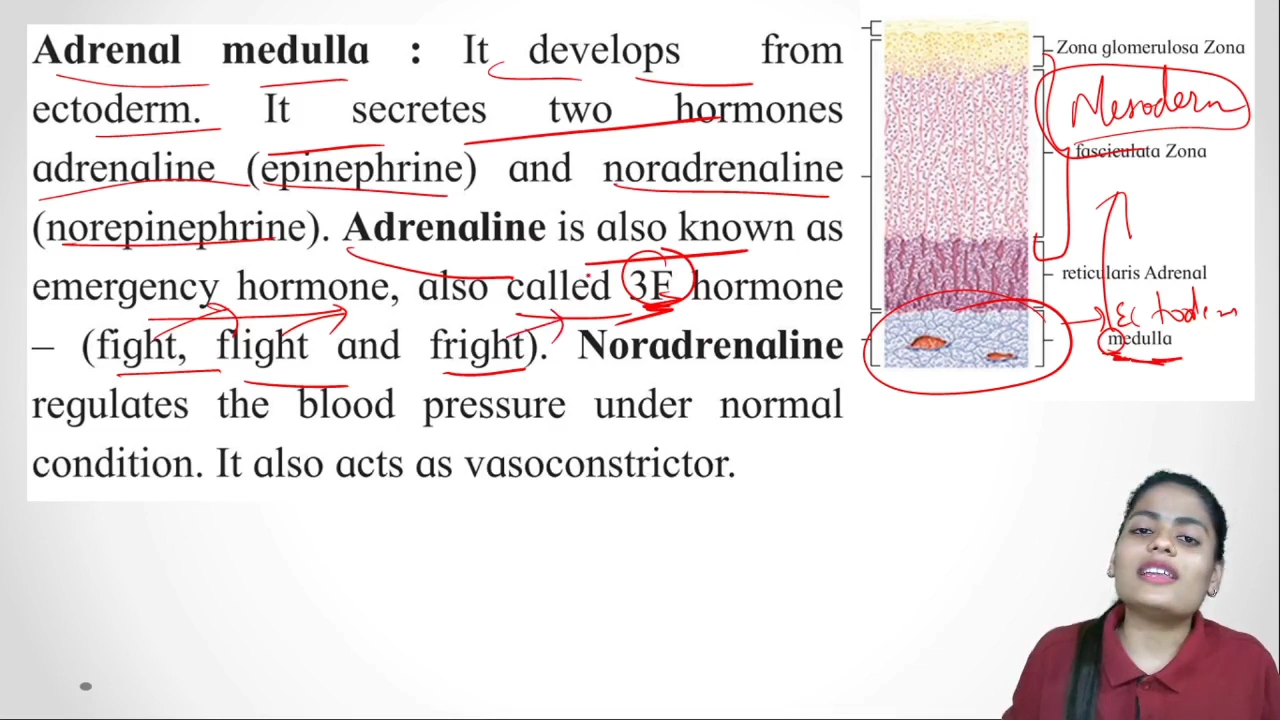 Adrenal medulla : It develops from
ectoderm. It secretes two hormones
adrenaline (epinephrine) and noradrenaline
(norepinephrine). Adrenaline is also known as
emergency hormone, also called 3F hormone
– (fight, flight and fright). Noradrenaline
regulates the blood pressure under normal
condition. It also acts as vasoconstrictor.
Zona glomerulosa Zona
Mesoderm
fasciculata Zona
reticularis Adrenal
Ectoderm
medulla